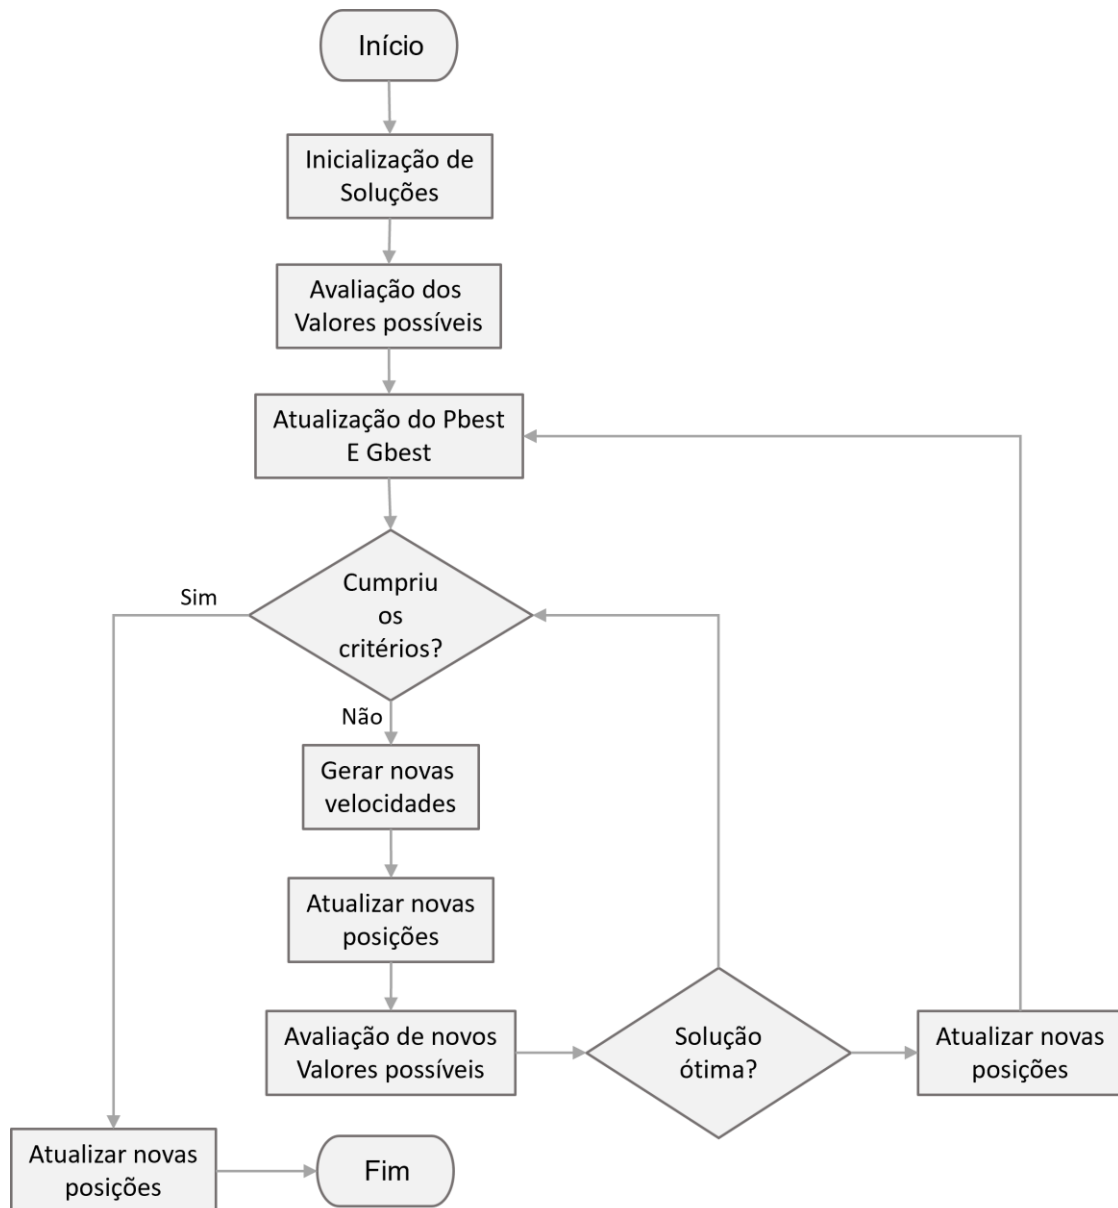 Início
Inicialização de
Soluções
Avaliação dos
Valores possíveis
Atualização do Pbest
E Gbest
Cumpriu
os
critérios?
Sim
Não
Gerar novas
velocidades
Atualizar novas
posições
Avaliação de novos
Valores possíveis
Solução
ótima?
Atualizar novas
posições
Atualizar novas
posições
Fim